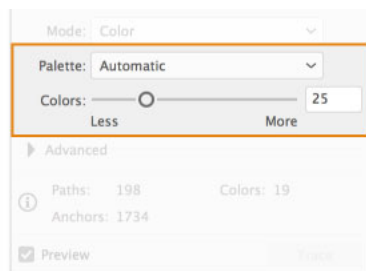 Mode: Color
Palette: Automatic
Colors: 25
Less More
Advanced
Paths: 198 Colors: 19
Anchors: 1734
Preview Trace